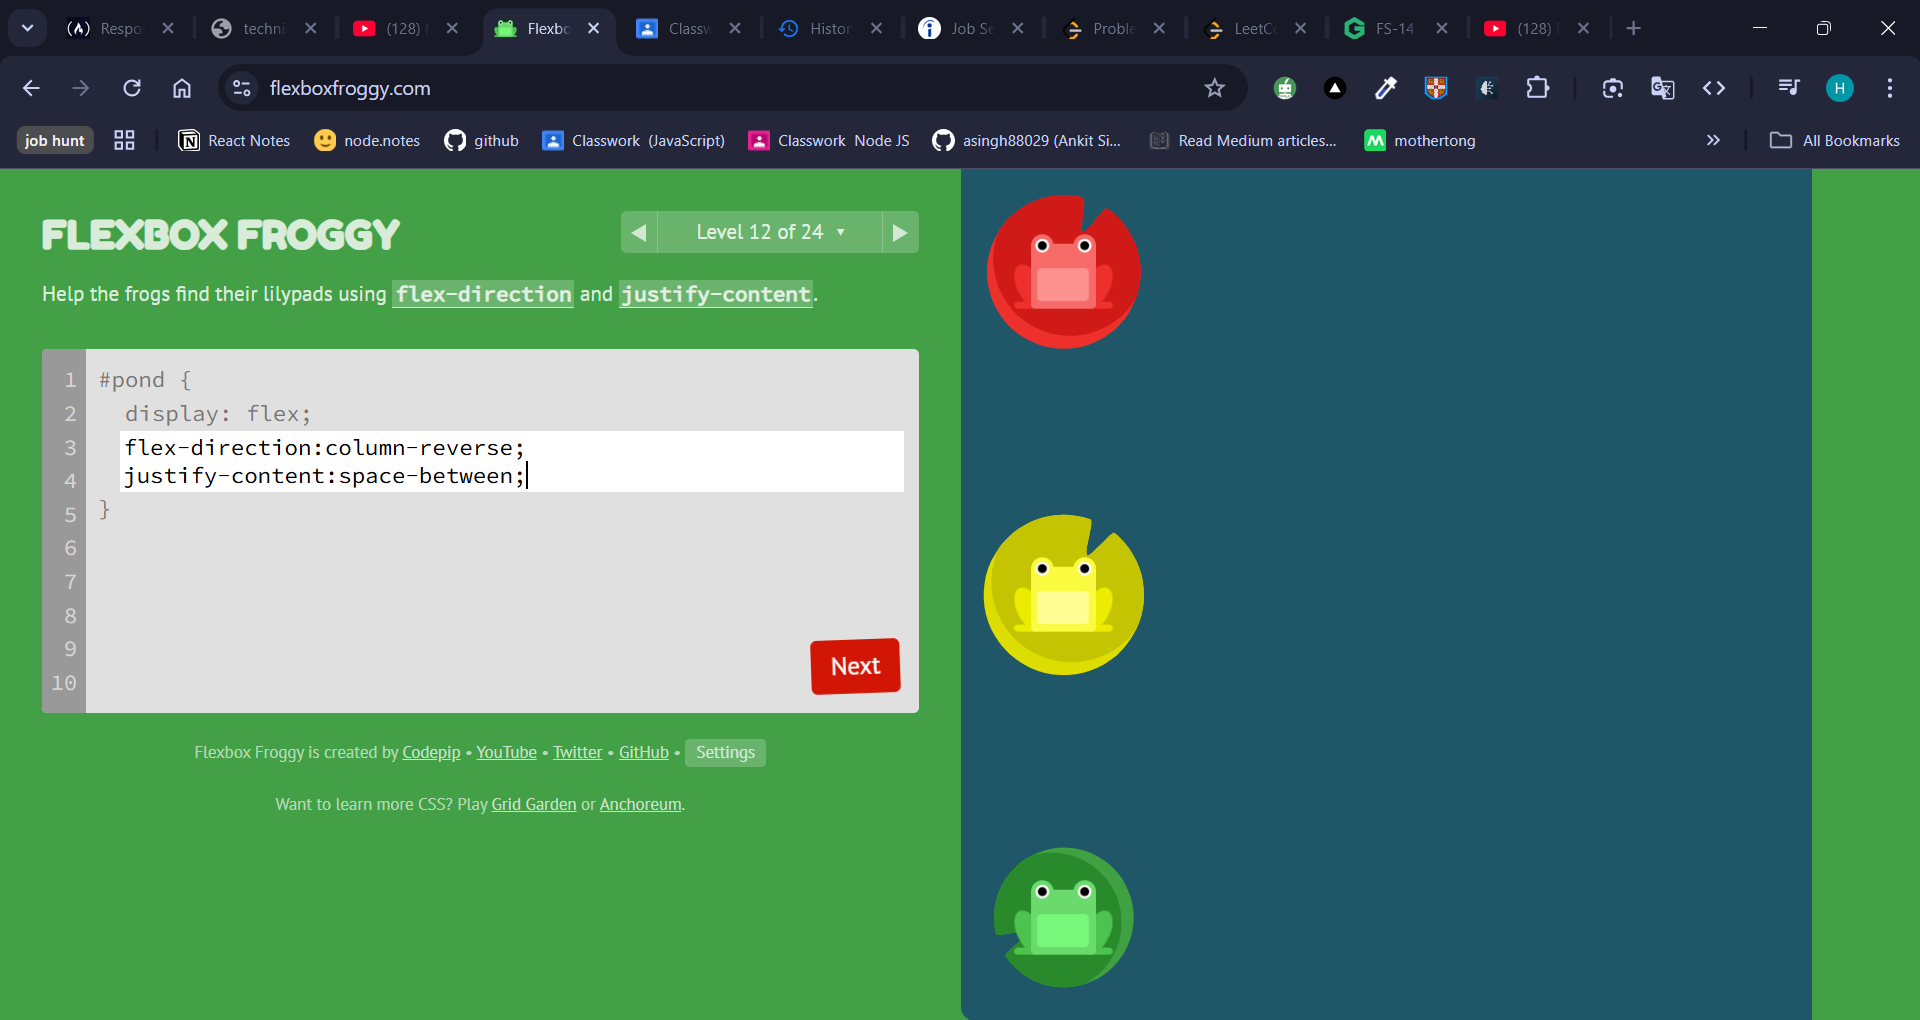 Respo
techni
(128)
Flexbo
Classw
Histor
Job Se
Proble
LeetC
FS-14
(128)
flexboxfroggy.com
H
job hunt
React Notes
node.notes
github
Classwork (JavaScript)
Classwork Node JS
asingh88029 (Ankit Si...
Read Medium articles...
mothertong
»
All Bookmarks
FLEXBOX FROGGY
◀ Level 12 of 24 ▼ ▶
Help the frogs find their lilypads using flex-direction and justify-content.
1 #pond {
2 display: flex;
3 flex-direction:column-reverse;
4 justify-content:space-between;
5 }
6
7
8
9
10
Next
Flexbox Froggy is created by Codepip • YouTube • Twitter • GitHub • Settings
Want to learn more CSS? Play Grid Garden or Anchoreum.